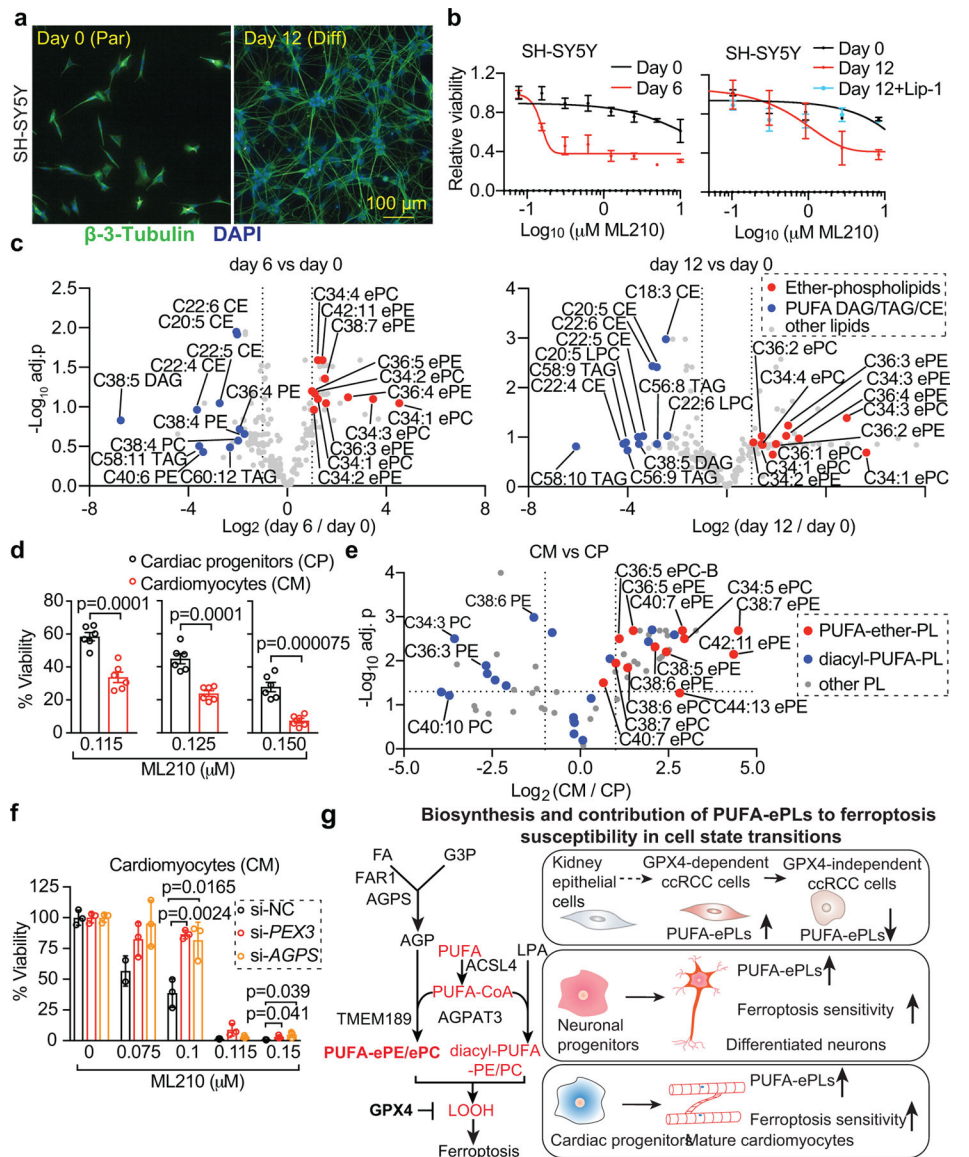 a
Day 0 (Par)
Day 12 (Diff)
SH-SY5Y
100 μm
β-3-Tubulin DAPI
b
SH-SY5Y
Day 0
Day 6
Relative viability
1.2
0.8
0.4
0.0
-1 0 1
Log10 (μM ML210)
SH-SY5Y
Day 0
Day 12
Day 12+Lip-1
-1 0 1
Log10 (μM ML210)
c
day 6 vs day 0
-Log10 adj.p
2.5
2.0
1.5
1.0
0.5
0.0
C22:6 CE
C20:5 CE
C22:5 CE
C22:4 CE
C38:5 DAG
C36:4 PE
C38:4 PE
C38:4 PC
C58:11 TAG
C40:6 PE
C60:12 TAG
C34:4 ePC
C42:11 ePE
C38:7 ePE
C36:5 ePE
C34:2 ePC
C36:4 ePE
C34:1 ePC
C34:3 ePC
C36:3 ePE
C34:1 ePC
C34:2 ePE
-8 -4 0 4 8
Log2 (day 6 / day 0)
day 12 vs day 0
Ether-phospholipids
PUFA DAG/TAG/CE
other lipids
4
3
2
1
0
C18:3 CE
C20:5 CE
C22:6 CE
C22:5 CE
C20:5 LPC
C58:9 TAG
C22:4 CE
C56:8 TAG
C22:6 LPC
C38:5 DAG
C58:10 TAG
C56:9 TAG
C36:2 ePC
C34:4 ePC
C36:3 ePE
C34:3 ePE
C36:4 ePE
C34:3 ePC
C36:2 ePE
C36:1 ePC
C34:1 ePC
C34:2 ePE
C34:1 ePC
-8 -4 0 4
Log2 (day 12 / day 0)
d
Cardiac progenitors (CP)
Cardiomyocytes (CM)
% Viability
80
60
40
20
0
p=0.0001
p=0.0001
p=0.000075
0.115 0.125 0.150
ML210 (μM)
e
CM vs CP
-Log10 adj. p
4
3
2
1
0
C38:6 PE
C34:3 PC
C36:3 PE
C40:10 PC
C36:5 ePC-B
C36:5 ePE
C40:7 ePE
C34:5 ePC
C38:7 ePE
C42:11 ePE
C36:5 ePE
C38:6 ePE
C44:13 ePE
C38:6 ePC
C38:7 ePC
C40:7 ePC
-5.0 -2.5 0.0 2.5 5.0
Log2 (CM / CP)
PUFA-ether-PL
diacyl-PUFA-PL
other PL
f
Cardiomyocytes (CM)
% Viability
125
100
75
50
25
0
p=0.0165
p=0.0024
p=0.039
p=0.041
si-NC
si-PEX3
si-AGPS
0 0.075 0.1 0.115 0.15
ML210 (μM)
g
Biosynthesis and contribution of PUFA-ePLs to ferroptosis
susceptibility in cell state transitions
FA G3P
FAR1
AGPS
AGP
PUFA
LPA
ACSL4
PUFA-CoA
TMEM189
AGPAT3
PUFA-ePE/ePC
diacyl-PUFA
-PE/PC
GPX4
LOOH
Ferroptosis
Kidney
epithelial
cells
GPX4-dependent
ccRCC cells
GPX4-independent
ccRCC cells
PUFA-ePLs
PUFA-ePLs
PUFA-ePLs
Ferroptosis sensitivity
Neuronal
progenitors
Differentiated neurons
PUFA-ePLs
Ferroptosis sensitivity
Cardiac progenitors
Mature cardiomyocytes